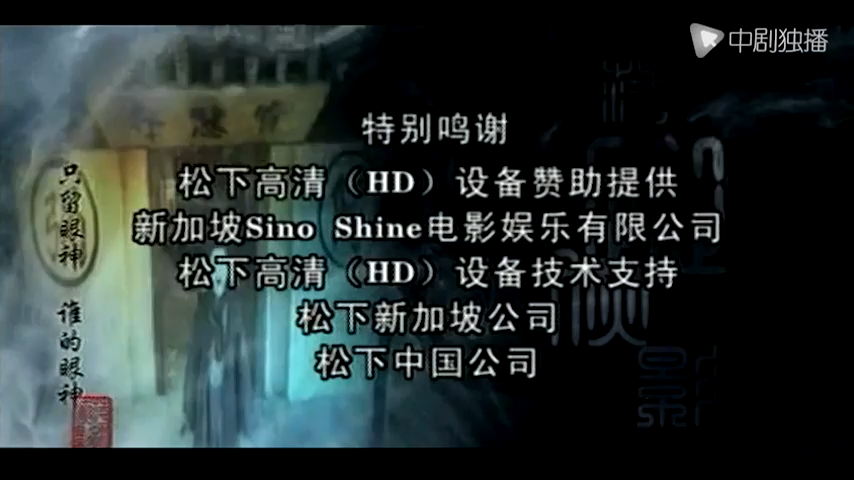 中剧独播
特别鸣谢
松下高清（HD）设备赞助提供
新加坡Sino Shine电影娱乐有限公司
松下高清（HD）设备技术支持
松下新加坡公司
松下中国公司
只留眼神
谁的眼神